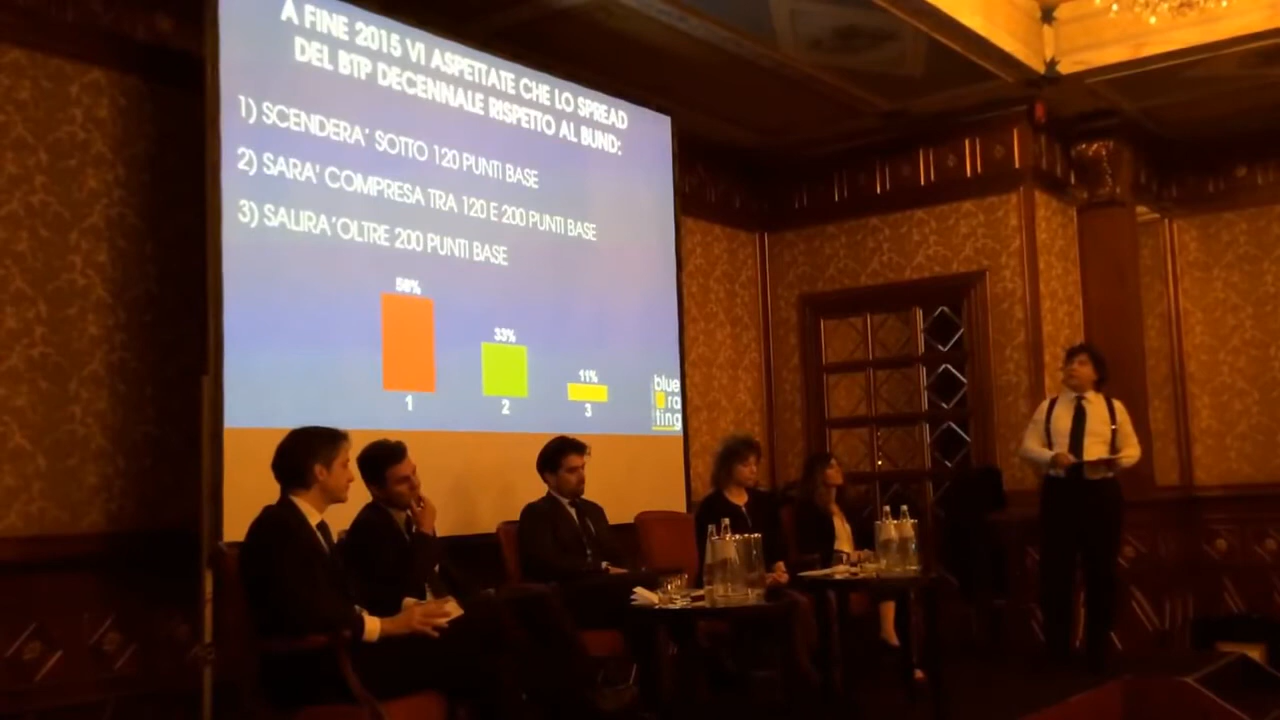 A FINE 2015 VI ASPETTATE CHE LO SPREAD
DEL BTP DECENNALE RISPETTO AL BUND:
1) SCENDERA´ SOTTO 120 PUNTI BASE
2) SARA' COMPRESA TRA 120 E 200 PUNTI BASE
3) SALIRA´OLTRE 200 PUNTI BASE
56%
33%
11%
1
2
3
blue
ra
ting